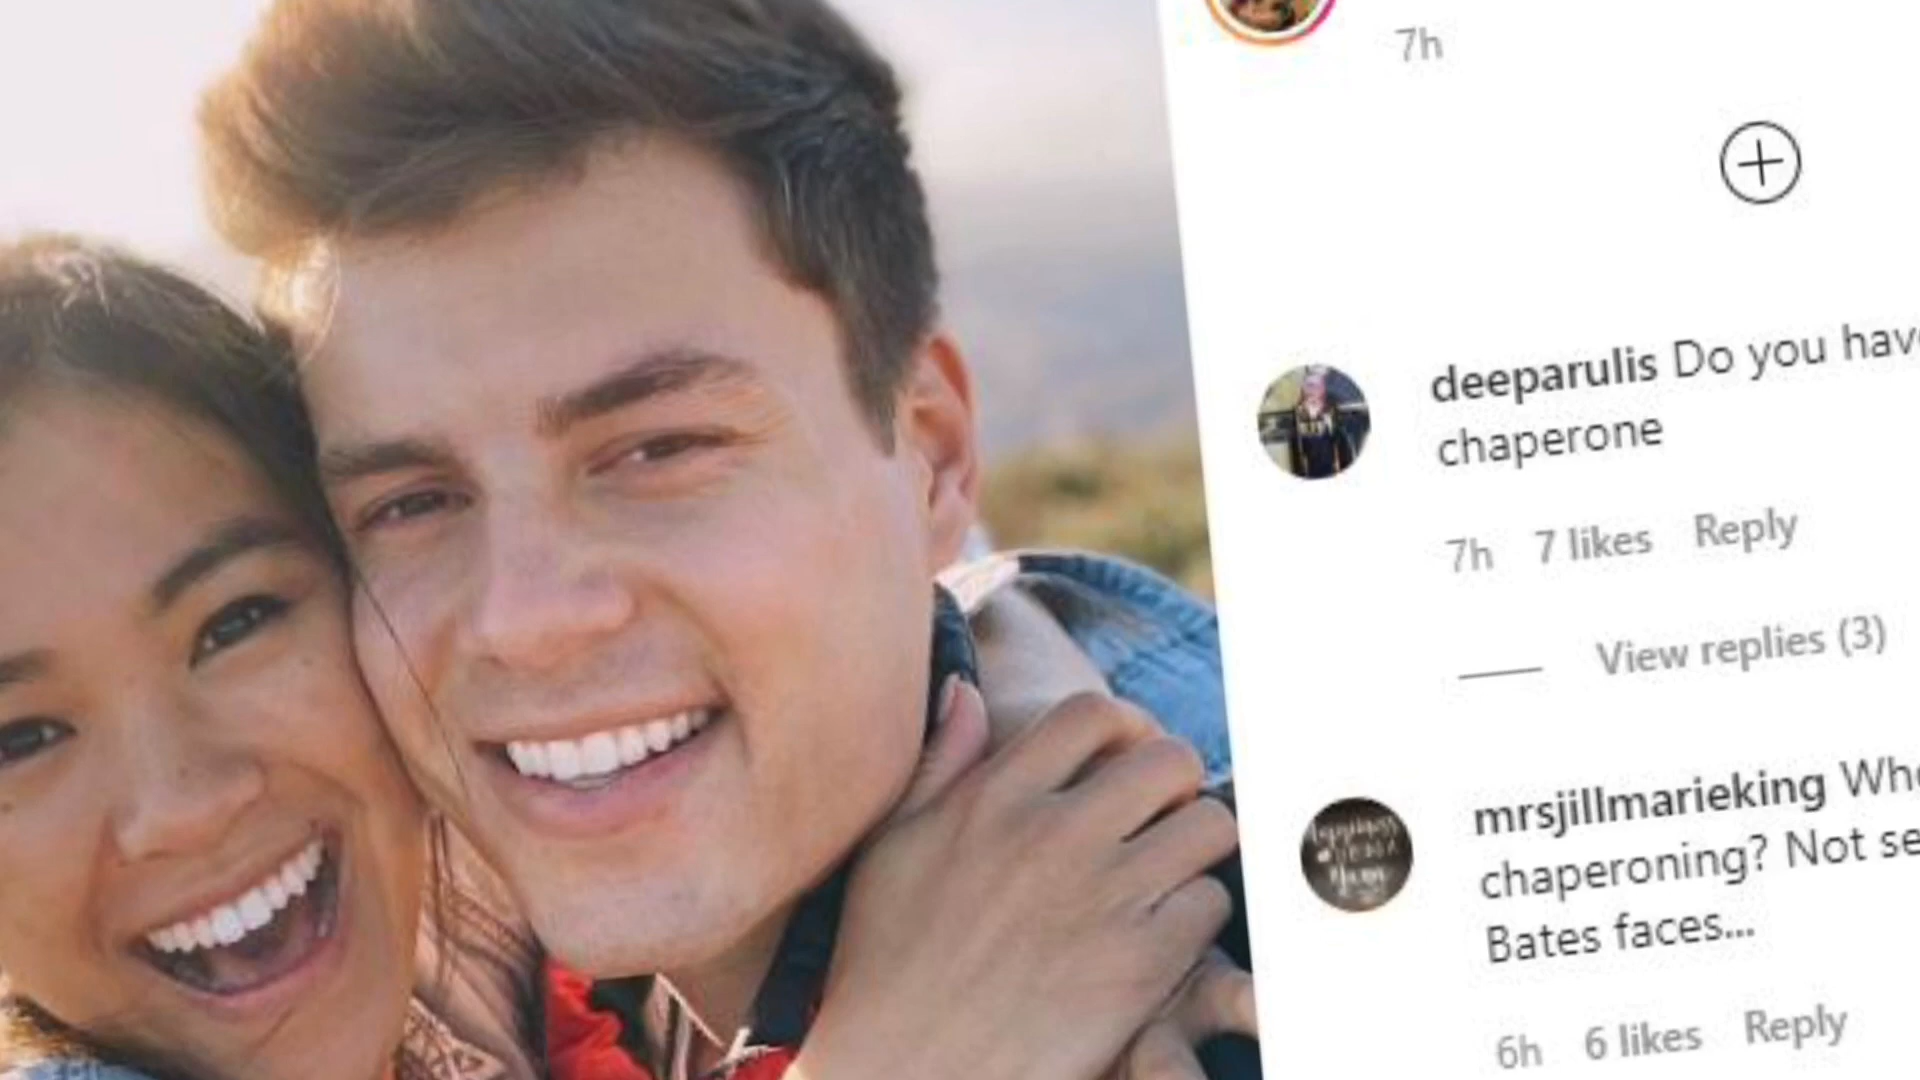 7h
deeparulis Do you have
chaperone
7h 7 likes Reply
View replies (3)
mrsjillmarieking Who
chaperoning? Not se
Bates faces...
6h 6 likes Reply